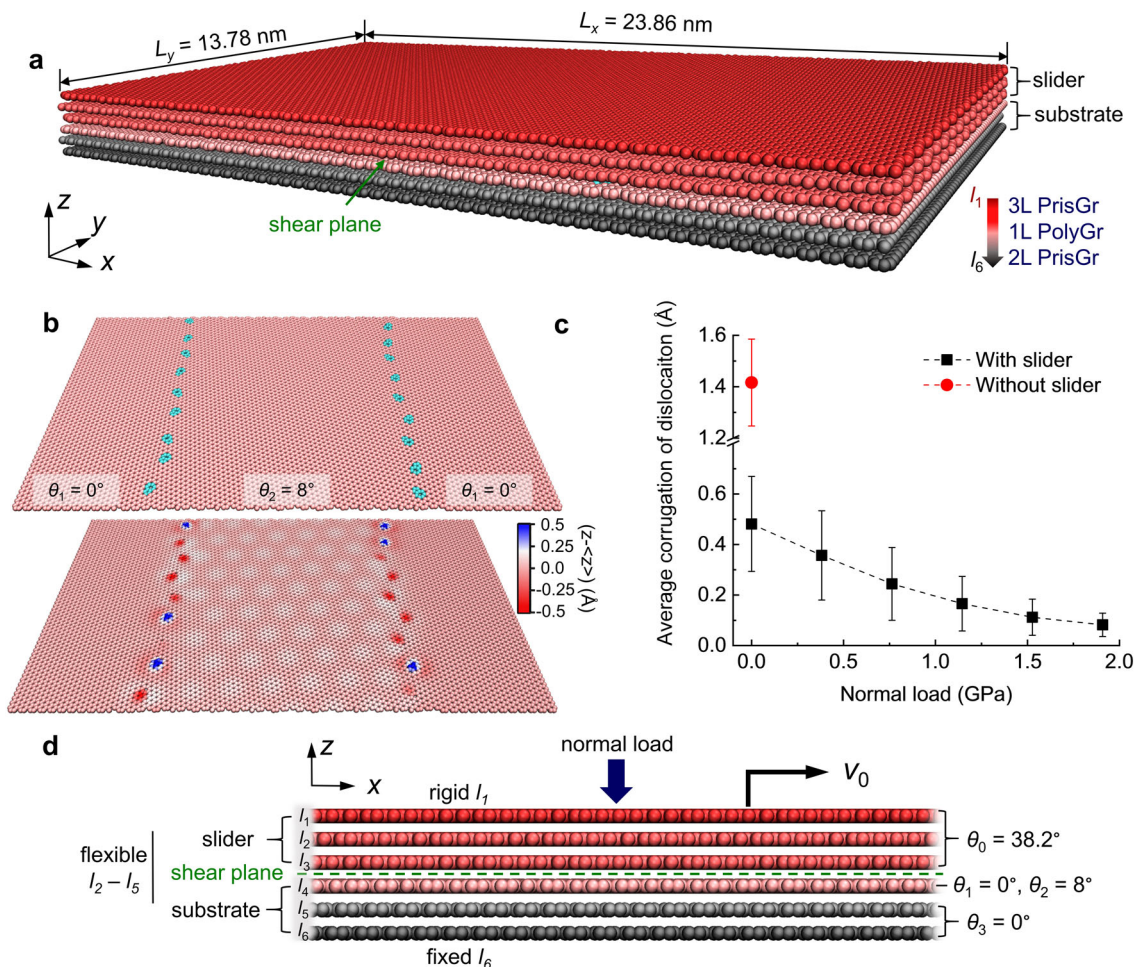 a
L_y = 13.78 nm
L_x = 23.86 nm
slider
substrate
shear plane
z
y
x
l_1
l_6
3L PrisGr
1L PolyGr
2L PrisGr
b
θ_1 = 0°
θ_2 = 8°
θ_1 = 0°
0.5
0.25
0.0
-0.25
-0.5
(z-<z>) (Å)
c
Average corrugation of dislocaiton (Å)
1.6
1.4
1.2
0.6
0.4
0.2
0.0
0.0 0.5 1.0 1.5 2.0
Normal load (GPa)
With slider
Without slider
d
z
x
normal load
v_0
rigid l_1
flexible
l_2 – l_5
slider
shear plane
substrate
l_1
l_2
l_3
l_4
l_5
l_6
θ_0 = 38.2°
θ_1 = 0°, θ_2 = 8°
θ_3 = 0°
fixed l_6